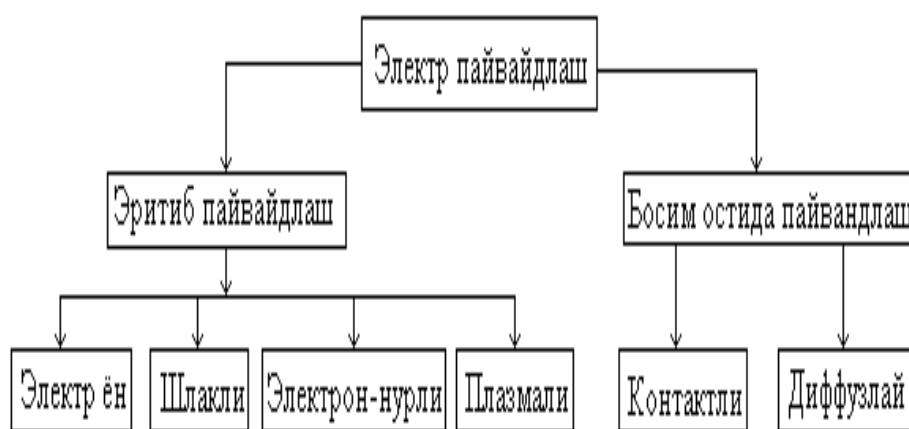 Электр пайвайдлаш
Эритиб пайвайдлаш
Босим остида пайвандлаш
Электр ён
Шлакли
Электрон-нурли
Плазмали
Контактли
Диффузлай